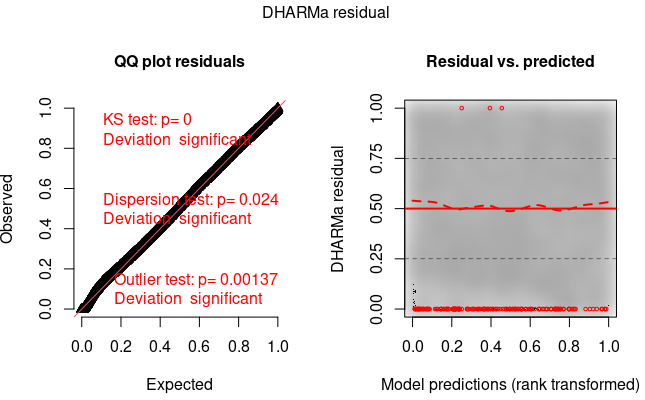 DHARMa residual
QQ plot residuals
Observed
0.0 0.2 0.4 0.6 0.8 1.0
KS test: p= 0
Deviation significant
Dispersion test: p= 0.024
Deviation significant
Outlier test: p= 0.00137
Deviation significant
0.0 0.2 0.4 0.6 0.8 1.0
Expected
Residual vs. predicted
DHARMa residual
0.00 0.25 0.50 0.75 1.00
0.0 0.2 0.4 0.6 0.8 1.0
Model predictions (rank transformed)